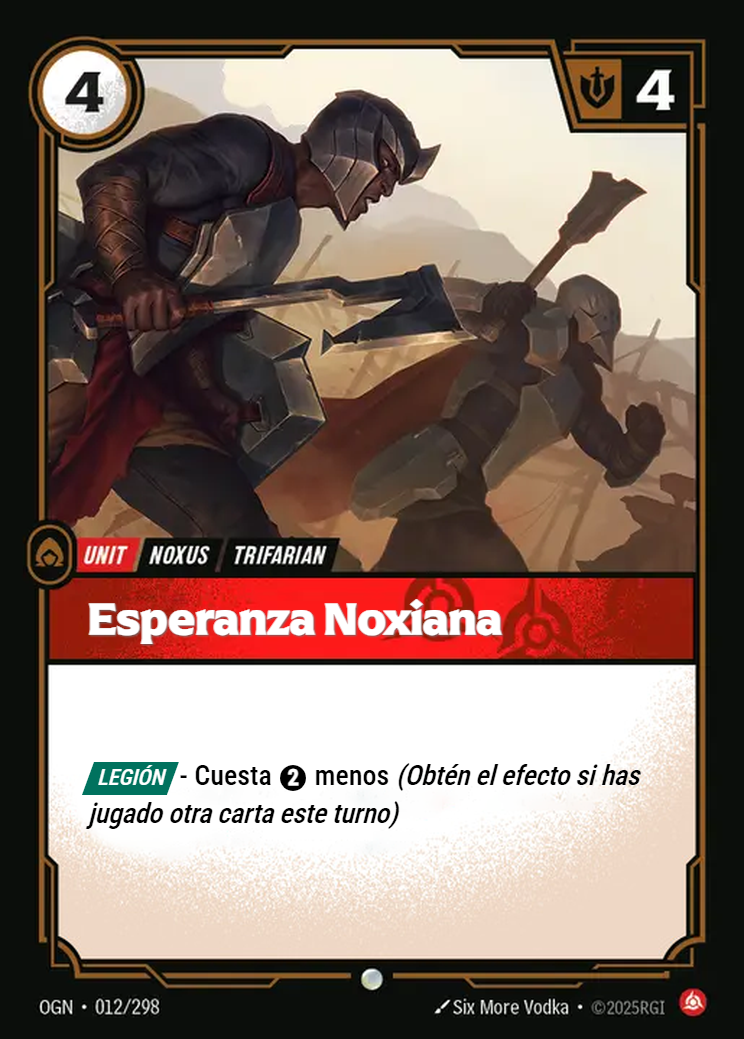 4
4
UNIT NOXUS TRIFARIAN
Esperanza Noxiana
LEGIÓN - Cuesta 2 menos (Obtén el efecto si has
jugado otra carta este turno)
OGN • 012/298
Six More Vodka • ©2025RGI